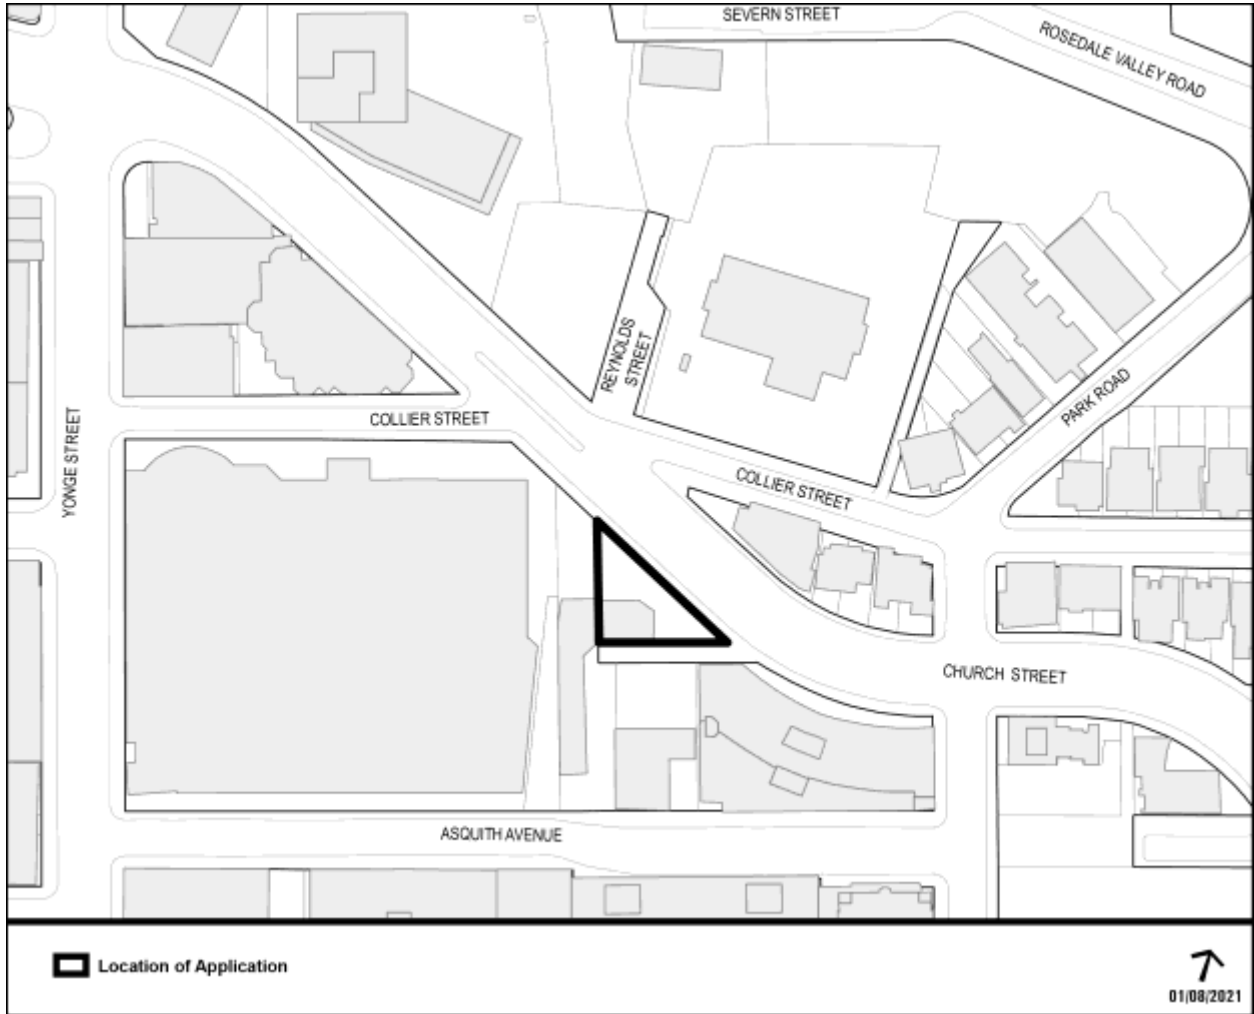 SEVERN STREET
ROSEDALE VALLEY ROAD
REYNOLDS
STREET
PARK ROAD
COLLIER STREET
YONGE STREET
COLLIER STREET
CHURCH STREET
ASQUITH AVENUE
Location of Application
01/08/2021